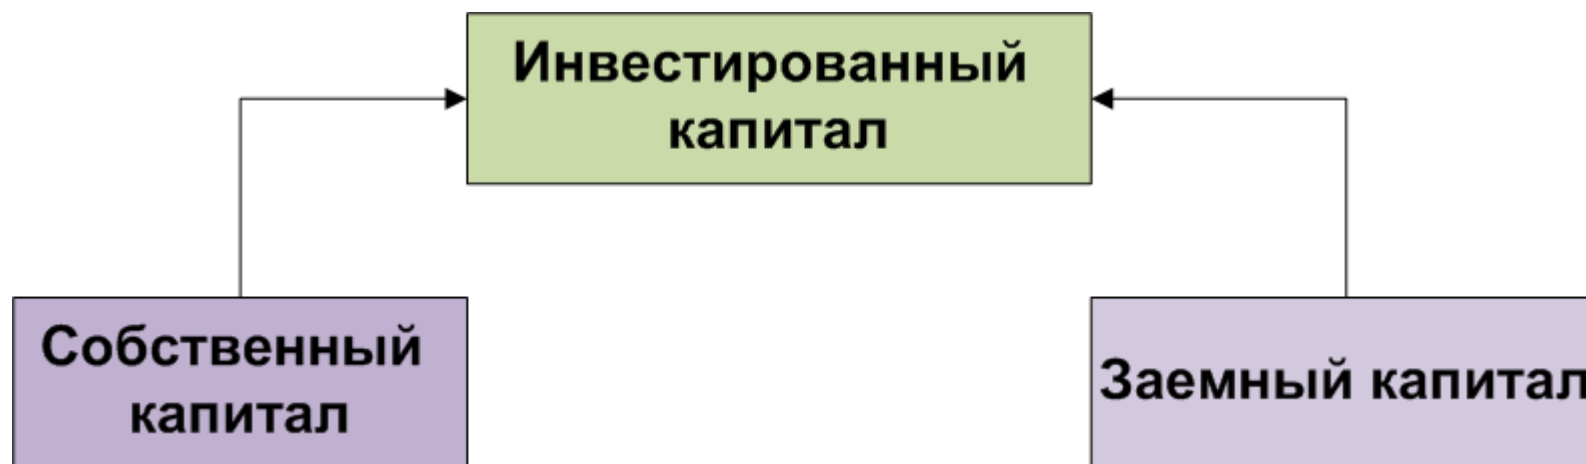 Инвестированный
капитал
Собственный
капитал
Заемный капитал